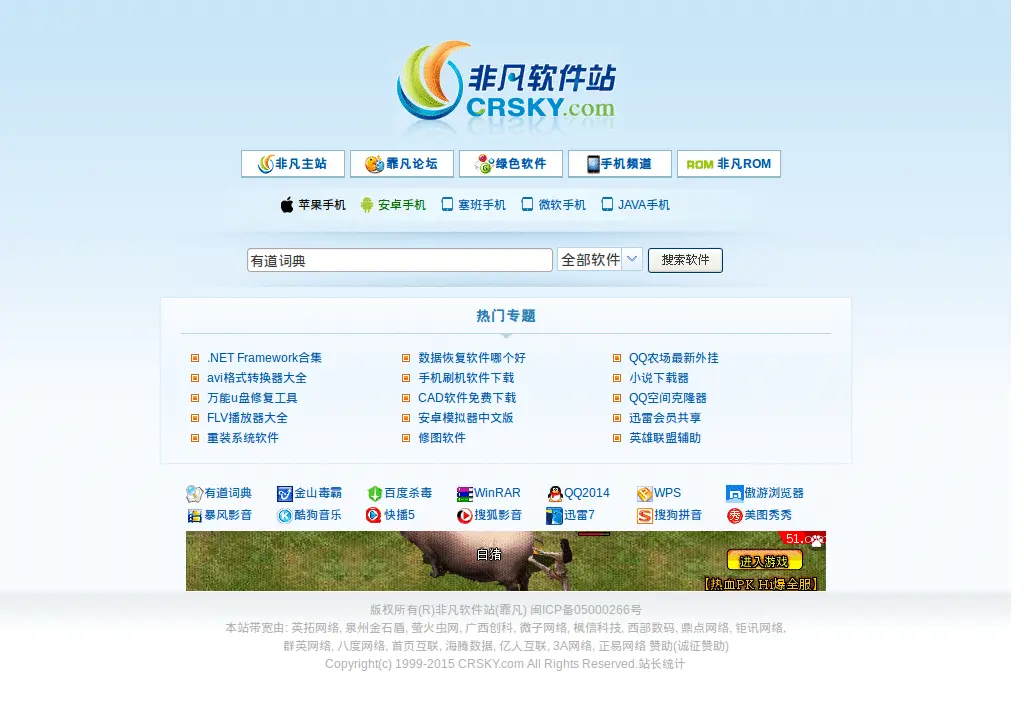 非凡软件站
CRSKY.com
非凡主站 霏凡论坛 绿色软件 手机频道 ROM 非凡ROM
苹果手机 安卓手机 塞班手机 微软手机 JAVA手机
有道词典 全部软件 搜索软件
热门专题
.NET Framework合集 数据恢复软件哪个好 QQ农场最新外挂
avi格式转换器大全 手机刷机软件下载 小说下载器
万能u盘修复工具 CAD软件免费下载 QQ空间克隆器
FLV播放器大全 安卓模拟器中文版 迅雷会员共享
重装系统软件 修图软件 英雄联盟辅助
有道词典 金山毒霸 百度杀毒 WinRAR QQ2014 WPS 傲游浏览器
暴风影音 酷狗音乐 快播5 搜狐影音 迅雷7 搜狗拼音 美图秀秀
白猪
进入游戏
【热血PK Hi爆全服】
版权所有(R)非凡软件站(霏凡) 闽ICP备05000266号
本站带宽由: 英拓网络, 泉州金石盾, 萤火虫网, 广西创科, 微子网络, 枫信科技, 西部数码, 鼎点网络, 钜讯网络,
群英网络, 八度网络, 首页互联, 海腾数据, 亿人互联, 3A网络, 正易网络 赞助(诚征赞助)
Copyright(c) 1999-2015 CRSKY.com All Rights Reserved.站长统计